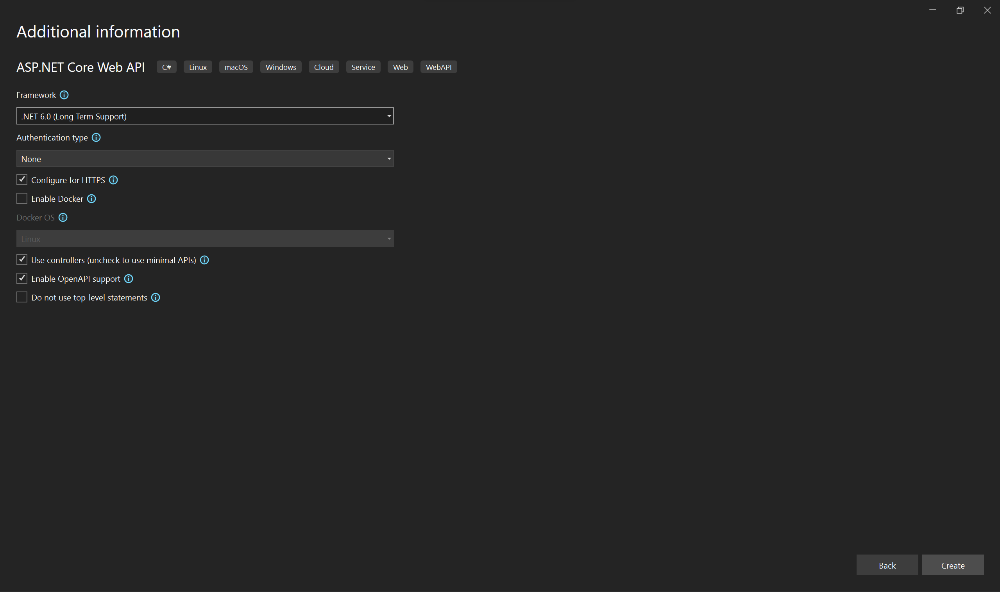 Additional information
ASP.NET Core Web API C# Linux macOS Windows Cloud Service Web WebAPI
Framework
.NET 6.0 (Long Term Support)
Authentication type
None
Configure for HTTPS
Enable Docker
Docker OS
Linux
Use controllers (uncheck to use minimal APIs)
Enable OpenAPI support
Do not use top-level statements
Back Create